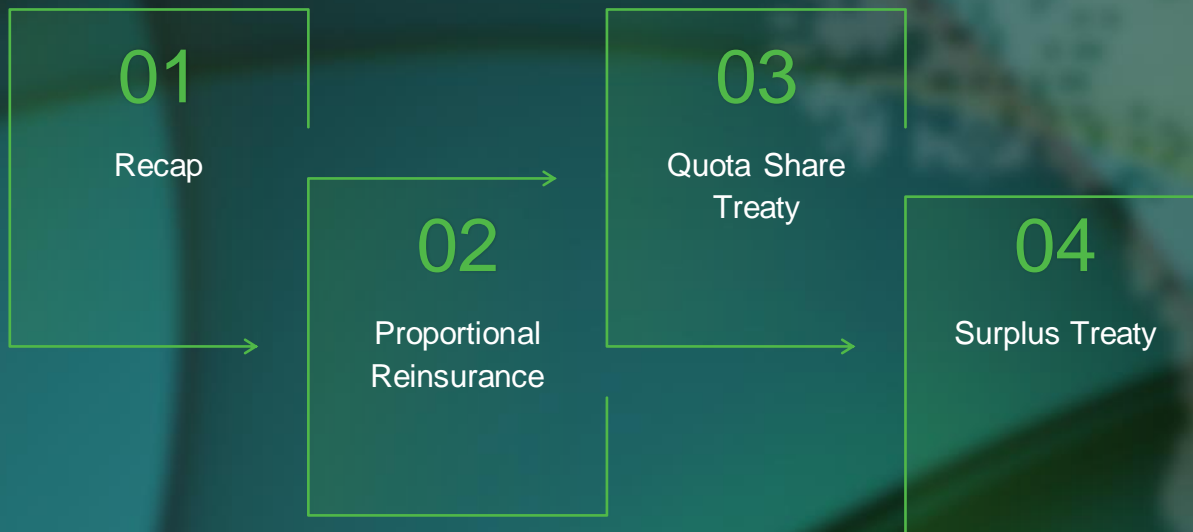 01
Recap
02
Proportional
Reinsurance
03
Quota Share
Treaty
04
Surplus Treaty